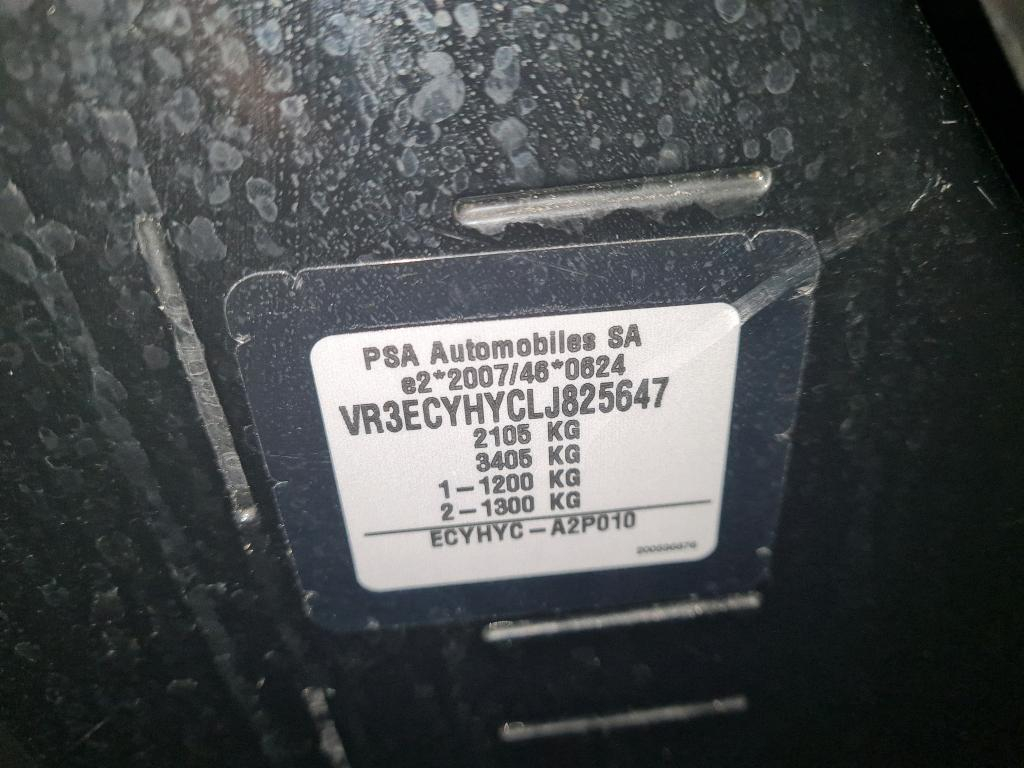 PSA Automobiles SA
e2*2007/46*0624
VR3ECYHYCLJ825647
2105 KG
3405 KG
1-1200 KG
2-1300 KG
ECYHYC-A2P010